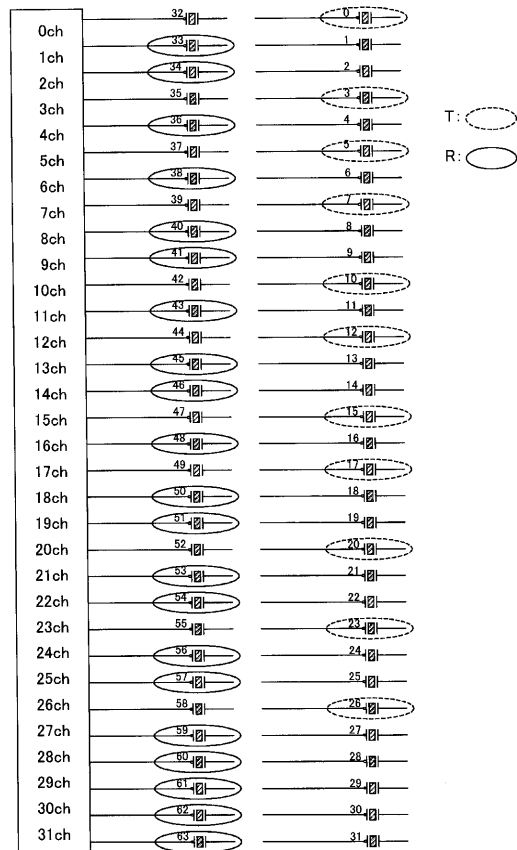 32 0
0ch
33 1
1ch
34 2
2ch
35 3
3ch
T:
36 4
4ch
37 5
5ch
R:
38 6
6ch
39 7
7ch
40 8
8ch
41 9
9ch
42 10
10ch
43 11
11ch
44 12
12ch
45 13
13ch
46 14
14ch
47 15
15ch
48 16
16ch
49 17
17ch
50 18
18ch
51 19
19ch
52 20
20ch
53 21
21ch
54 22
22ch
55 23
23ch
56 24
24ch
57 25
25ch
58 26
26ch
59 27
27ch
60 28
28ch
61 29
29ch
62 30
30ch
63 31
31ch